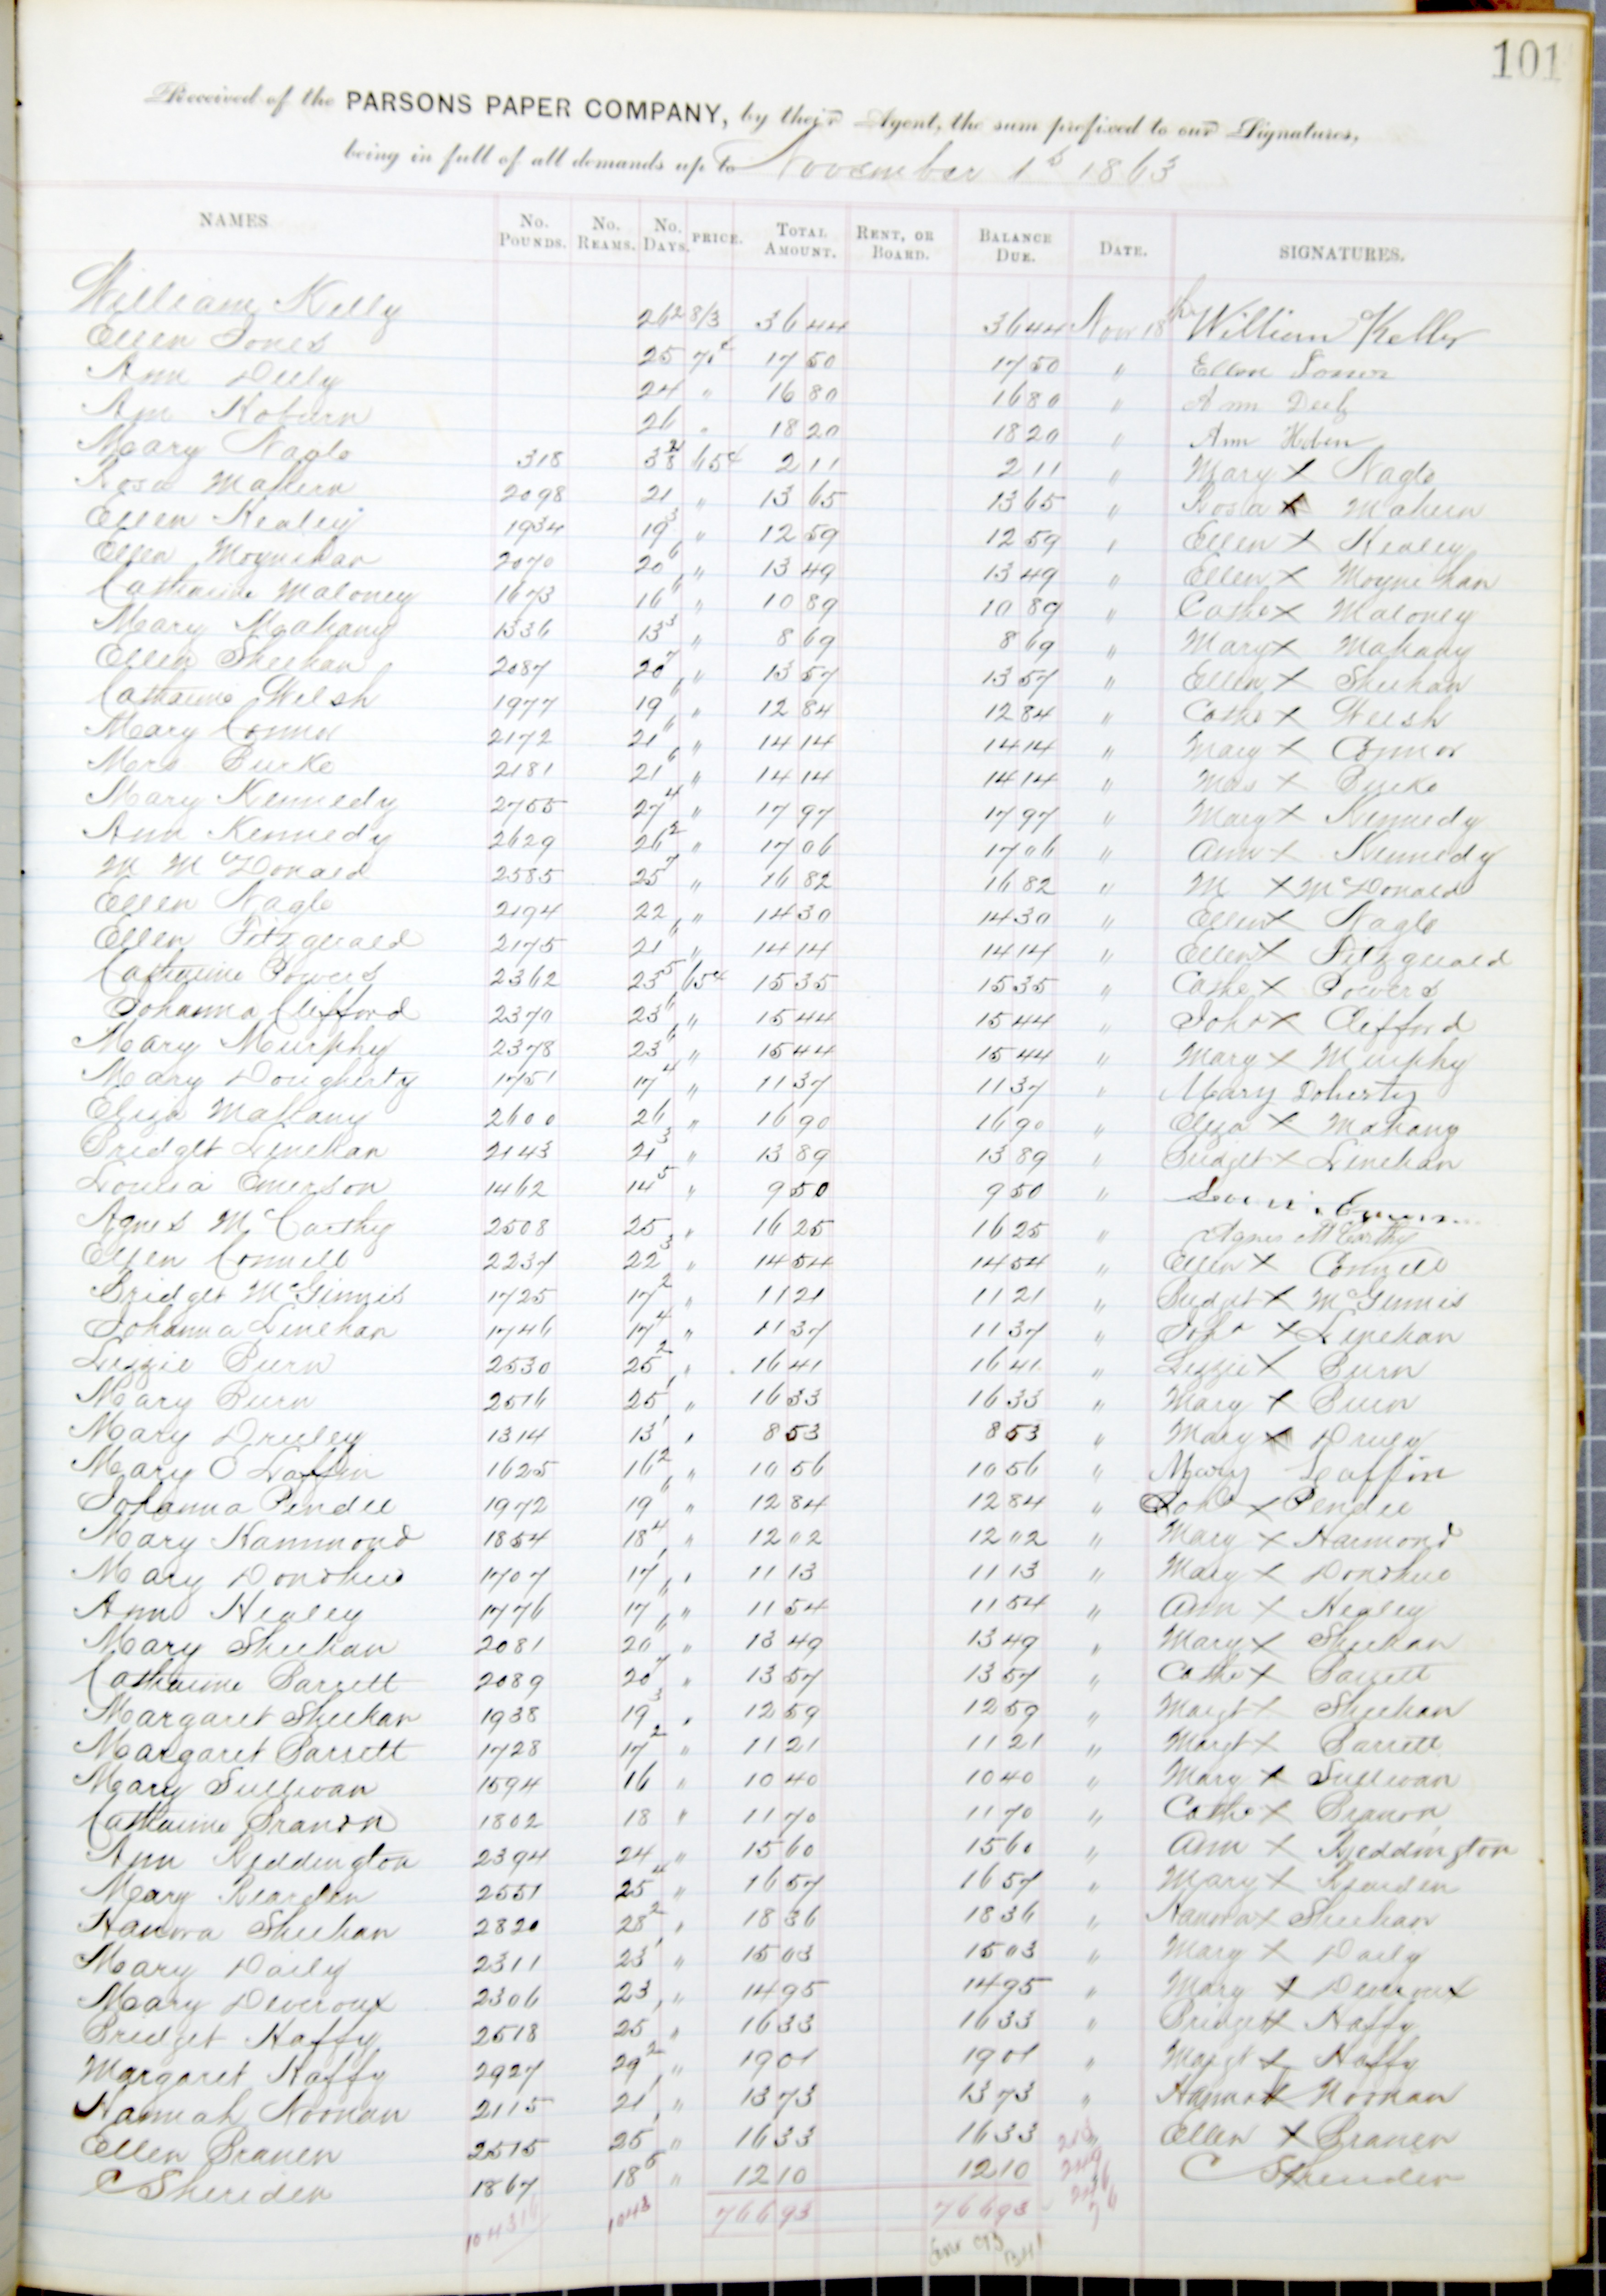 101
Received of the PARSONS PAPER COMPANY, by their Agent, the sum prefixed to our Signatures,
being in full of all demands up to November 1s 1863
NAMES No. Pounds. No. Reams. No. Days. PRICE. Total Amount. Rent, or Board. Balance Due. Date. SIGNATURES.
William Kelly 26 2 8/3 36 44 36 44 Nov 18th William Kelley
Ellen Jones 25 70c 17 50 17 50 " Ellen Jones
Ann Deely 24 " 16 80 16 80 " Ann Deely
Ann Hoburn 26 " 18 20 18 20 " Ann
Mary Nagle 318 3 2/8 65c 2 11 2 11 " Mary X Nagle
Rosa Mahern 2098 21 " 13 65 13 65 " Rosa X Mahern
Ellen Healey 1934 19 3 " 12 59 12 59 " Ellen X Healey
Ellen Moynihan 2070 20 6 " 13 49 13 49 " Ellen X Moynihan
Catharine Maloney 1673 16 6 " 10 89 10 89 " Cathe X Maloney
Mary Mahany 1336 13 3 " 8 69 8 69 " Mary X Mahany
Ellen Sheehan 2087 20 7 " 13 57 13 57 " Ellen X Sheehan
Catharine Welsh 1977 19 6 " 12 84 12 84 " Cathe X Welsh
Mary Connor 2172 21 6 " 14 14 14 14 " Mary X Connor
Mrs Burke 2181 21 6 " 14 14 14 14 " Mrs X Burke
Mary Kennedy 2755 27 4 " 17 97 17 97 " Mary X Kennedy
Ann Kennedy 2629 26 2 " 17 06 17 06 " Ann X Kennedy
M McDonald 2585 25 7 " 16 82 16 82 " M X McDonald
Ellen Nagle 2194 22 " 14 30 14 30 " Ellen X Nagle
Ellen Fitzgerald 2175 21 6 " 14 14 14 14 " Ellen X Fitzgerald
Catharine Powers 2362 23 5 65c 15 35 15 35 " Cathe X Powers
Johanna Clifford 2370 23 6 " 15 44 15 44 " Joha X Clifford
Mary Murphy 2378 23 6 " 15 44 15 44 " Mary X Murphy
Mary Dougherty 1751 17 4 " 11 37 11 37 " Mary Doherty
Eliza Mahany 2600 26 " 16 90 16 90 " Eliza X Mahany
Bridget Linehan 2143 21 3 " 13 89 13 89 " Bridget X Linehan
Louisa Emerson 1462 14 5 " 9 50 9 50 "
Agnes McCarthy 2508 25 " 16 25 16 25 " Agnes McCarthy
Ellen Connell 2237 22 3 " 14 54 14 54 " Ellen X Connell
Bridget McGinnis 1725 17 2 " 11 21 11 21 " Bridget X McGinnis
Johanna Linehan 1746 17 4 " 11 37 11 37 " Joha X Linehan
Lizzie Burn 2530 25 2 " 16 41 16 41 " Lizzie X Burn
Mary Burn 2516 25 1 " 16 33 16 33 " Mary X Burn
Mary Druley 1314 13 1 " 8 53 8 53 " Mary X Druly
Mary O Laffin 1625 16 2 " 10 56 10 56 " Mary Laffin
Johanna Pendee 1972 19 6 " 12 84 12 84 " Joha X Pendee
Mary Hammond 1854 18 4 " 12 02 12 02 " Mary X Hammond
Mary Donohue 1707 17 1 " 11 13 11 13 " Mary X Donohue
Ann Healey 1776 17 6 " 11 54 11 54 " Ann X Healey
Mary Sheehan 2081 20 6 " 13 49 13 49 " Mary X Sheehan
Catharine Barrett 2089 20 7 " 13 57 13 57 " Cathe X Barrett
Margaret Sheehan 1938 19 3 " 12 59 12 59 " Margt X Sheehan
Margaret Barrett 1728 17 2 " 11 21 11 21 " Margt X Barrett
Mary Sullivan 1594 16 " 10 40 10 40 " Mary X Sullivan
Catharine Branon 1802 18 " 11 70 11 70 " Cathe X Branon
Ann Reddington 2394 24 " 15 60 15 60 " Ann X Reddington
Mary Rearden 2551 25 4 " 16 57 16 57 " Mary X Rearden
Hanora Sheehan 2820 28 2 " 18 36 18 36 " Hanora X Sheehan
Mary Daily 2311 23 1 " 15 03 15 03 " Mary X Daily
Mary Deveroux 2306 23 " 14 95 14 95 " Mary X Deveroux
Bridget Haffy 2518 25 1 " 16 33 16 33 " Bridget X Haffy
Margaret Haffy 2927 29 2 " 19 01 19 01 " Margt X Haffy
Hannah Noonan 2115 21 1 " 13 73 13 73 " Hannah X Noonan
Ellen Branen 2515 25 1 " 16 33 16 33 " Ellen X Branen
C Sheriden 1867 18 5 " 12 10 12 10 C Sheriden
104316 1043 766 93 766 93